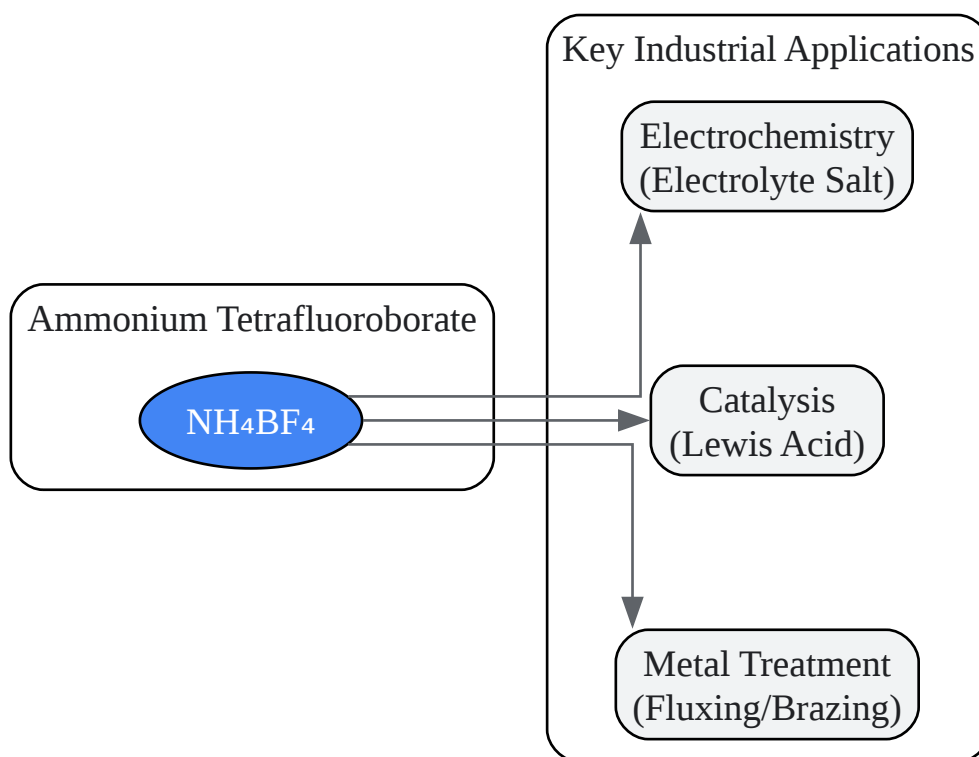 Key Industrial Applications
Electrochemistry
(Electrolyte Salt)
Ammonium Tetrafluoroborate
NH₄BF₄
Catalysis
(Lewis Acid)
Metal Treatment
(Fluxing/Brazing)